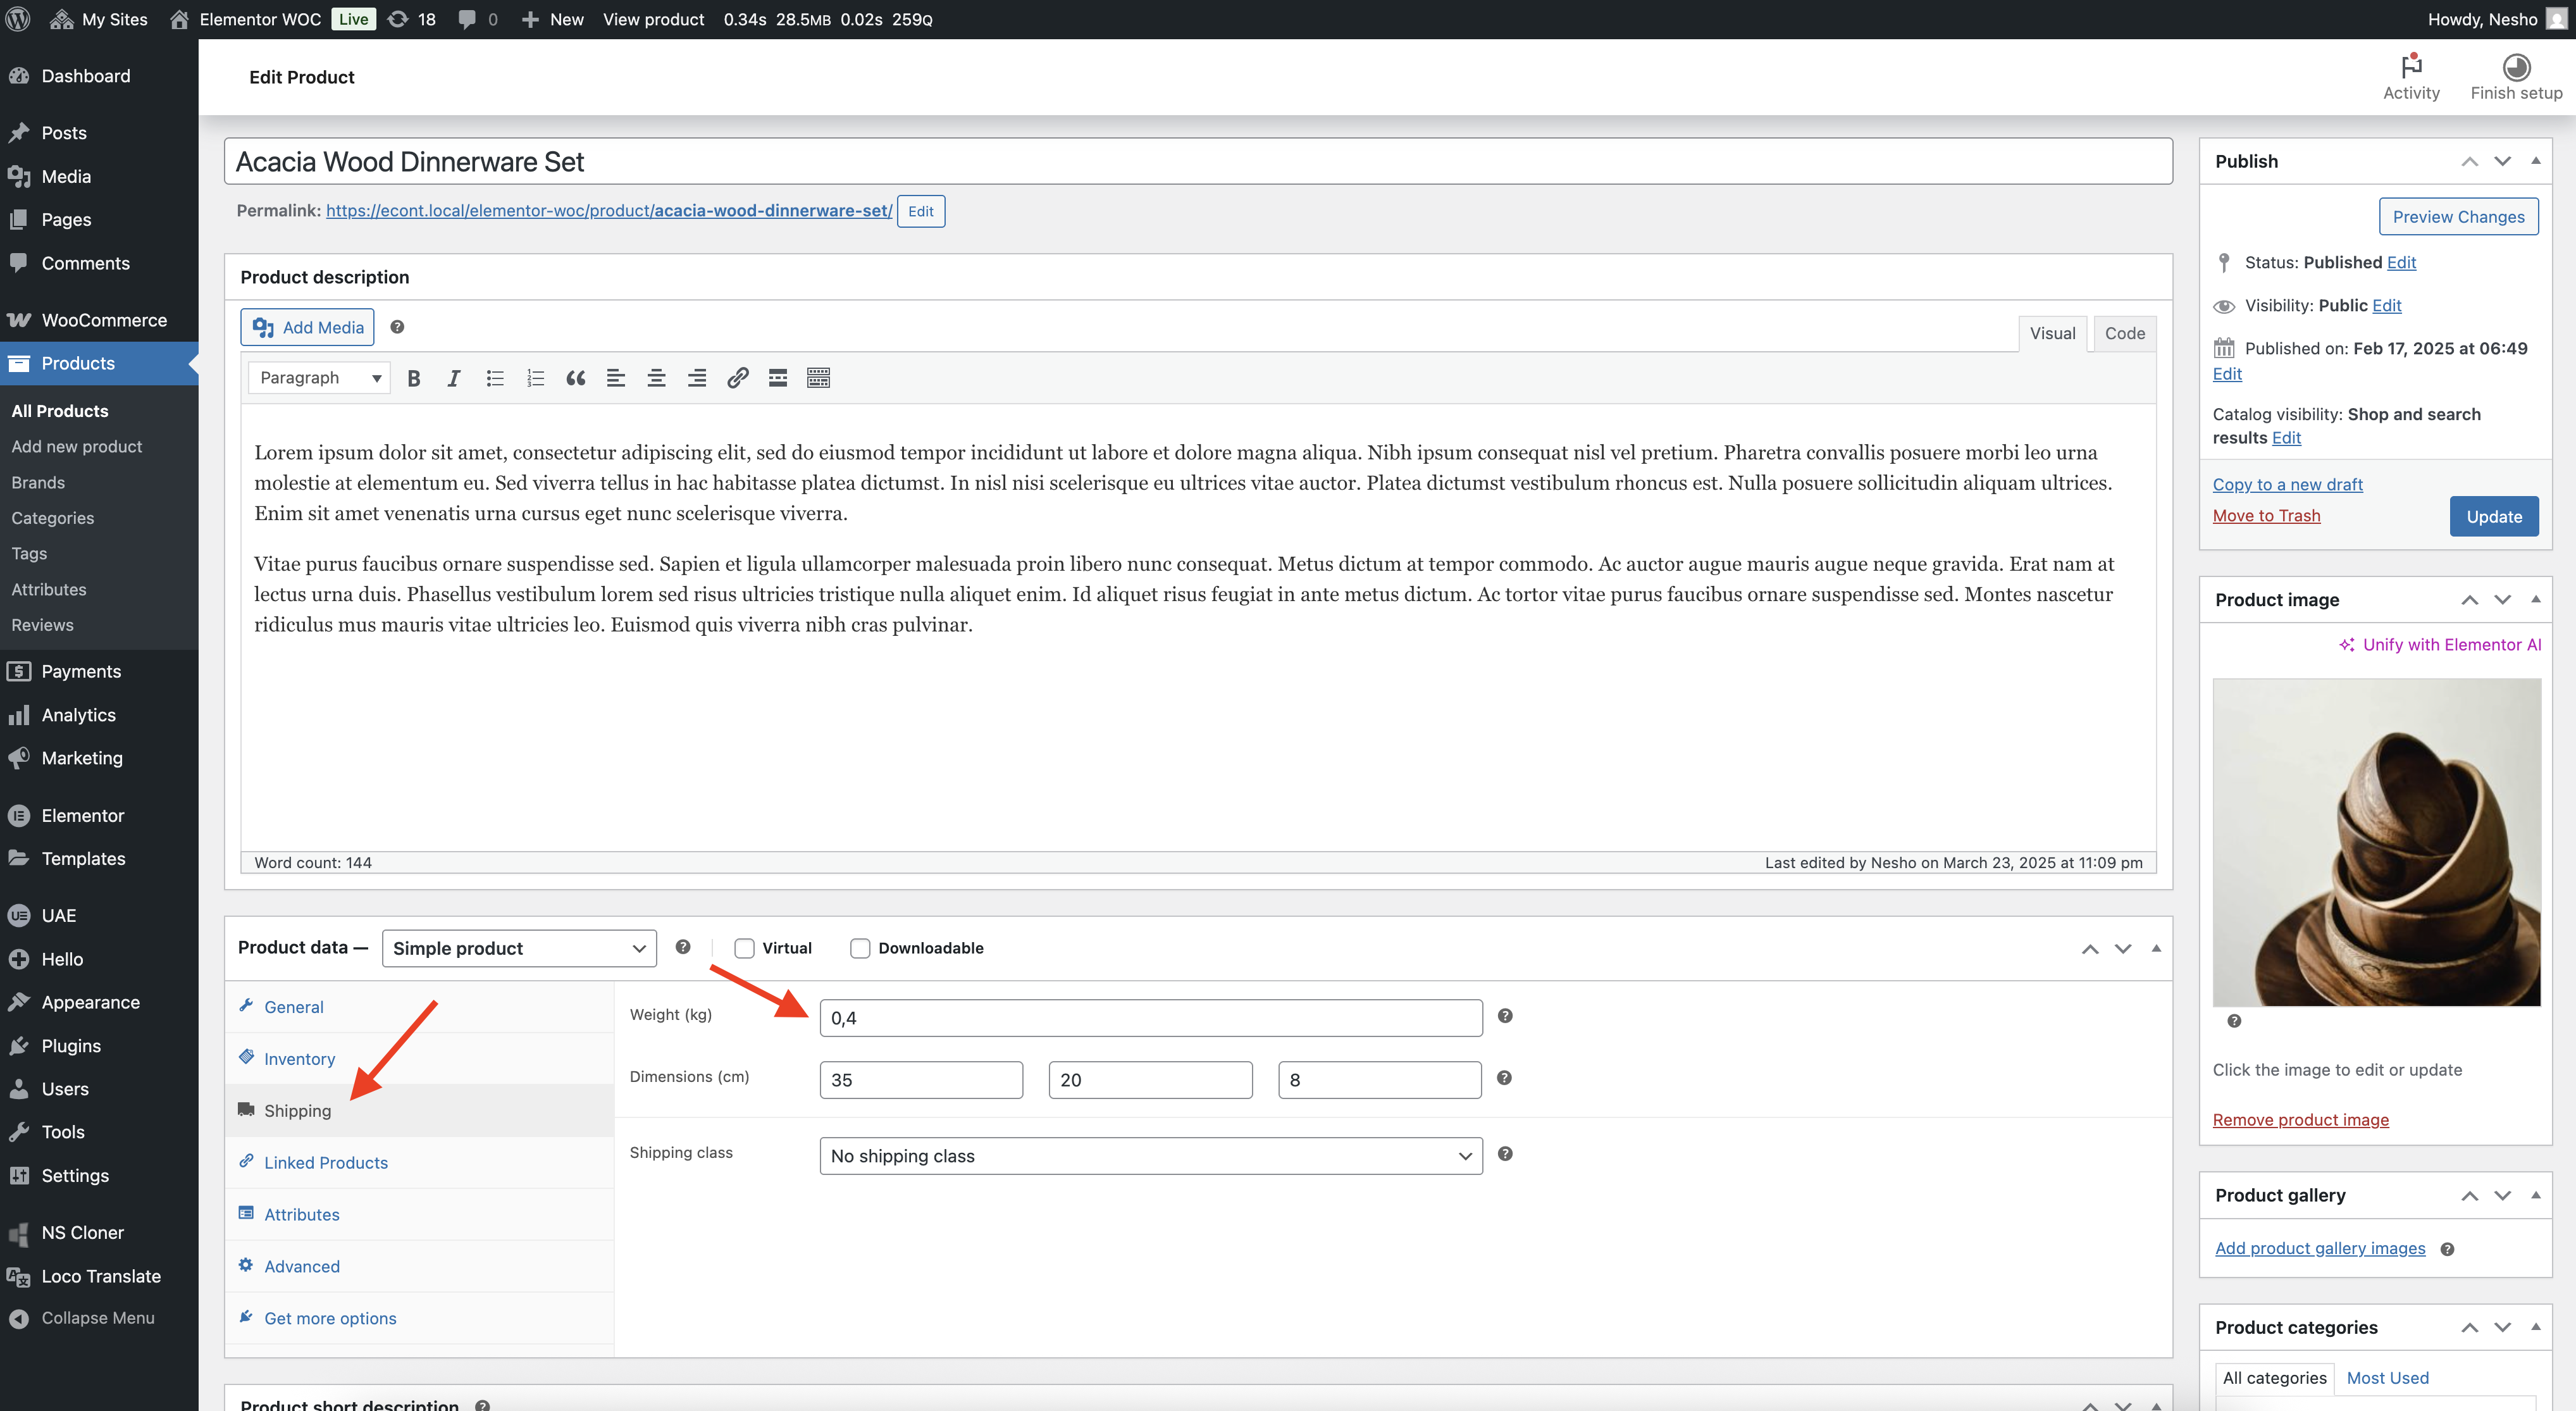 My Sites
Elementor WOC
Live
18
0
New
View product
0.34s 28.5MB 0.02s 259Q
Howdy, Nesho
Dashboard
Posts
Media
Pages
Comments
WooCommerce
Products
All Products
Add new product
Brands
Categories
Tags
Attributes
Reviews
Payments
Analytics
Marketing
Elementor
Templates
UAE
Hello
Appearance
Plugins
Users
Tools
Settings
NS Cloner
Loco Translate
Collapse Menu
Edit Product
Activity
Finish setup
Acacia Wood Dinnerware Set
Permalink: https://econt.local/elementor-woc/product/acacia-wood-dinnerware-set/ Edit
Product description
Add Media
Visual
Code
Paragraph
Lorem ipsum dolor sit amet, consectetur adipiscing elit, sed do eiusmod tempor incididunt ut labore et dolore magna aliqua. Nibh ipsum consequat nisl vel pretium. Pharetra convallis posuere morbi leo urna
molestie at elementum eu. Sed viverra tellus in hac habitasse platea dictumst. In nisl nisi scelerisque eu ultrices vitae auctor. Platea dictumst vestibulum rhoncus est. Nulla posuere sollicitudin aliquam ultrices.
Enim sit amet venenatis urna cursus eget nunc scelerisque viverra.
Vitae purus faucibus ornare suspendisse sed. Sapien et ligula ullamcorper malesuada proin libero nunc consequat. Metus dictum at tempor commodo. Ac auctor augue mauris augue neque gravida. Erat nam at
lectus urna duis. Phasellus vestibulum lorem sed risus ultricies tristique nulla aliquet enim. Id aliquet risus feugiat in ante metus dictum. Ac tortor vitae purus faucibus ornare suspendisse sed. Montes nascetur
ridiculus mus mauris vitae ultricies leo. Euismod quis viverra nibh cras pulvinar.
Word count: 144
Last edited by Nesho on March 23, 2025 at 11:09 pm
Product data —
Simple product
Virtual
Downloadable
General
Inventory
Shipping
Linked Products
Attributes
Advanced
Get more options
Weight (kg)
0,4
Dimensions (cm)
35
20
8
Shipping class
No shipping class
Product short description
Publish
Preview Changes
Status: Published Edit
Visibility: Public Edit
Published on: Feb 17, 2025 at 06:49
Edit
Catalog visibility: Shop and search
results Edit
Copy to a new draft
Move to Trash
Update
Product image
Unify with Elementor AI
Click the image to edit or update
Remove product image
Product gallery
Add product gallery images
Product categories
All categories
Most Used